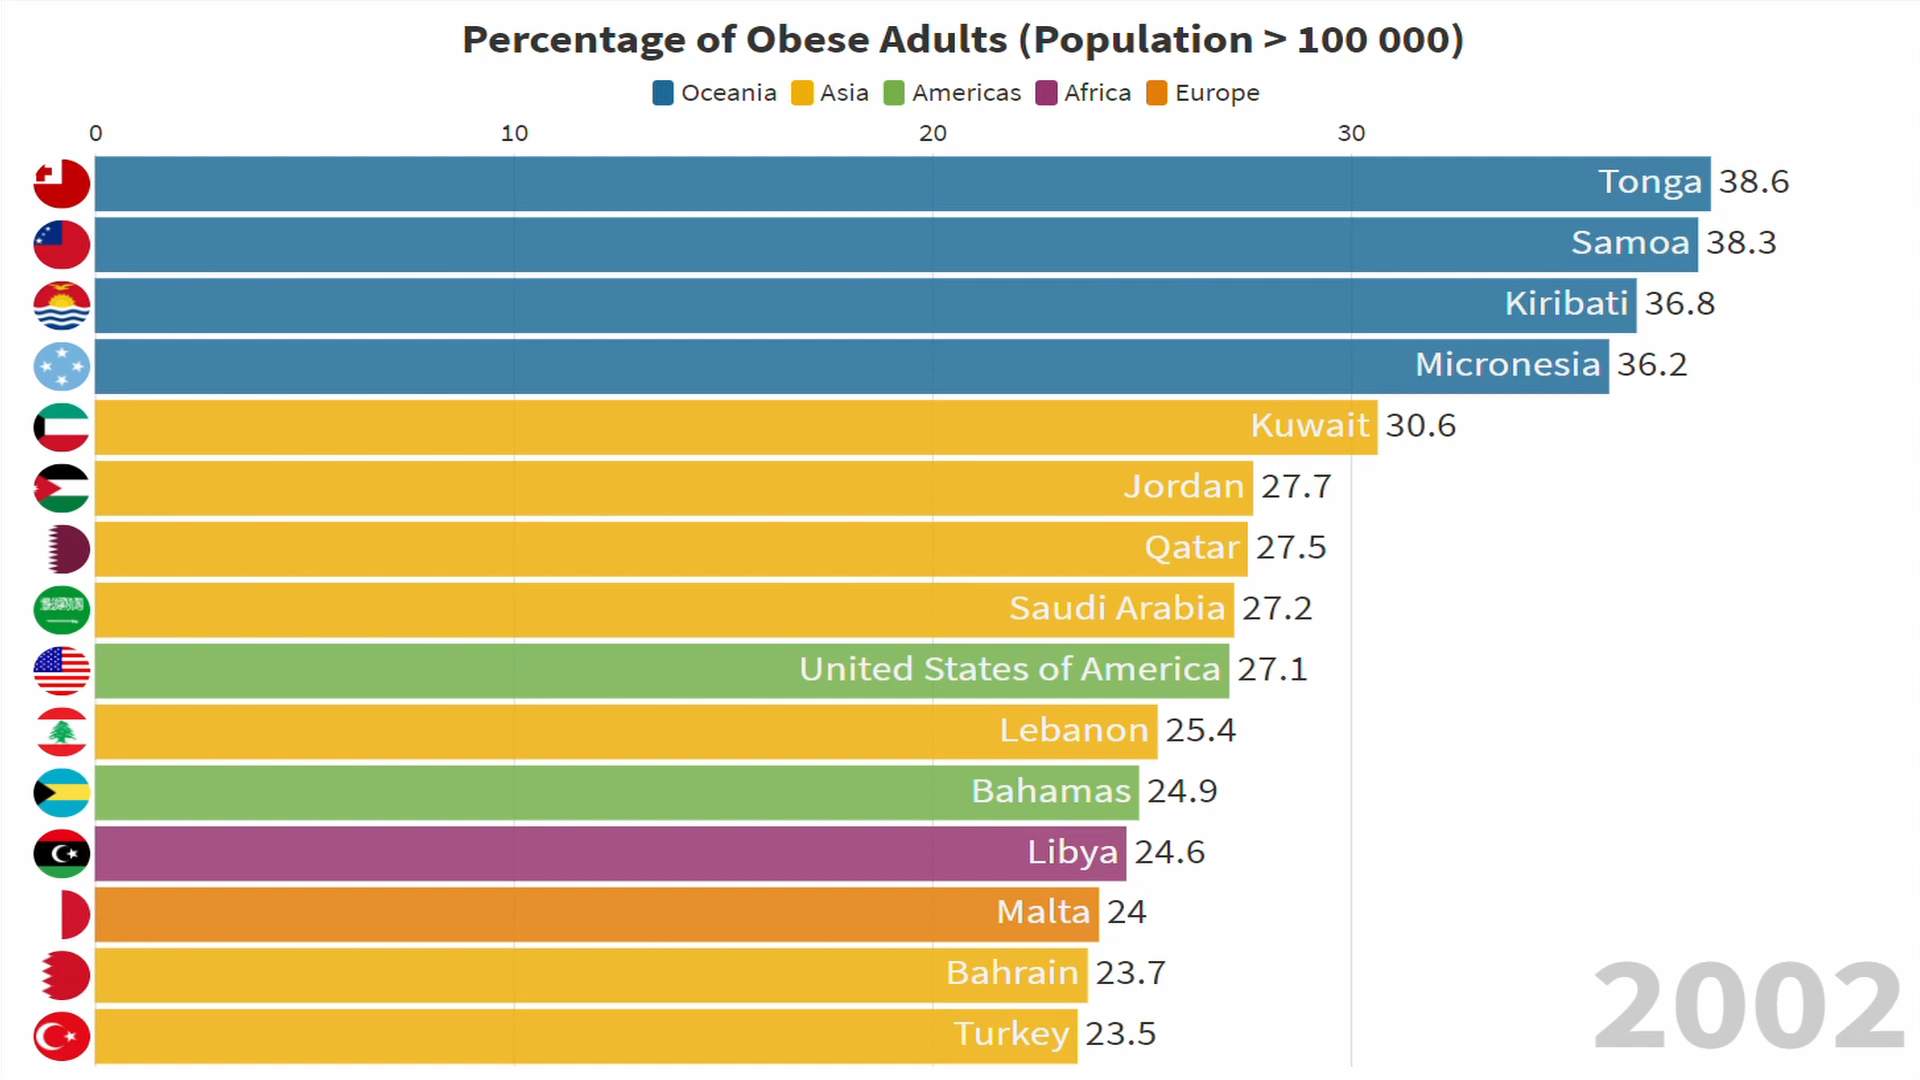 Percentage of Obese Adults (Population > 100 000)
Oceania Asia Americas Africa Europe
0 10 20 30
Tonga 38.6
Samoa 38.3
Kiribati 36.8
Micronesia 36.2
Kuwait 30.6
Jordan 27.7
Qatar 27.5
Saudi Arabia 27.2
United States of America 27.1
Lebanon 25.4
Bahamas 24.9
Libya 24.6
Malta 24
Bahrain 23.7
Turkey 23.5
2002